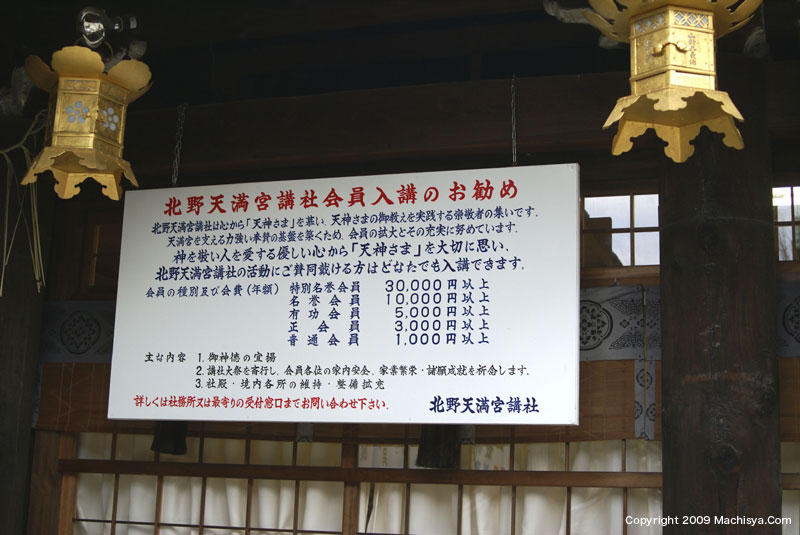 北野天満宮講社会員入講のお勧め
北野天満宮講社は心から「天神さま」を慕い、天神さまの御教えを実践する崇敬者の集いです。
天満宮を支える力強い奉賛の基盤を築くため、会員の拡大とその充実に努めています。
神を敬い人を愛する優しい心から「天神さま」を大切に思い、
北野天満宮講社の活動にご賛同戴ける方はどなたでも入講できます。
会員の種別及び会費(年額) 特別名誉会員 30,000円以上
名誉会員 10,000円以上
有功会員 5,000円以上
正会員 3,000円以上
普通会員 1,000円以上
主な内容 1. 御神徳の宣揚
2. 講社大祭を斎行し、会員各位の家内安全、家業繁栄・諸願成就を祈念します。
3. 社殿・境内各所の維持・整備拡充
詳しくは社務所又は最寄りの受付窓口までお問い合わせ下さい。 北野天満宮講社
Copyright 2009 Machisya.Com